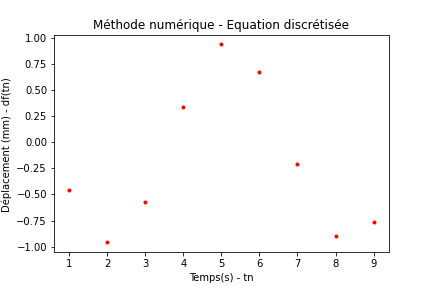 Méthode numérique - Equation discrétisée
Déplacement (mm) - df(tn)
1.00
0.75
0.50
0.25
0.00
−0.25
−0.50
−0.75
−1.00
1 2 3 4 5 6 7 8 9
Temps(s) - tn